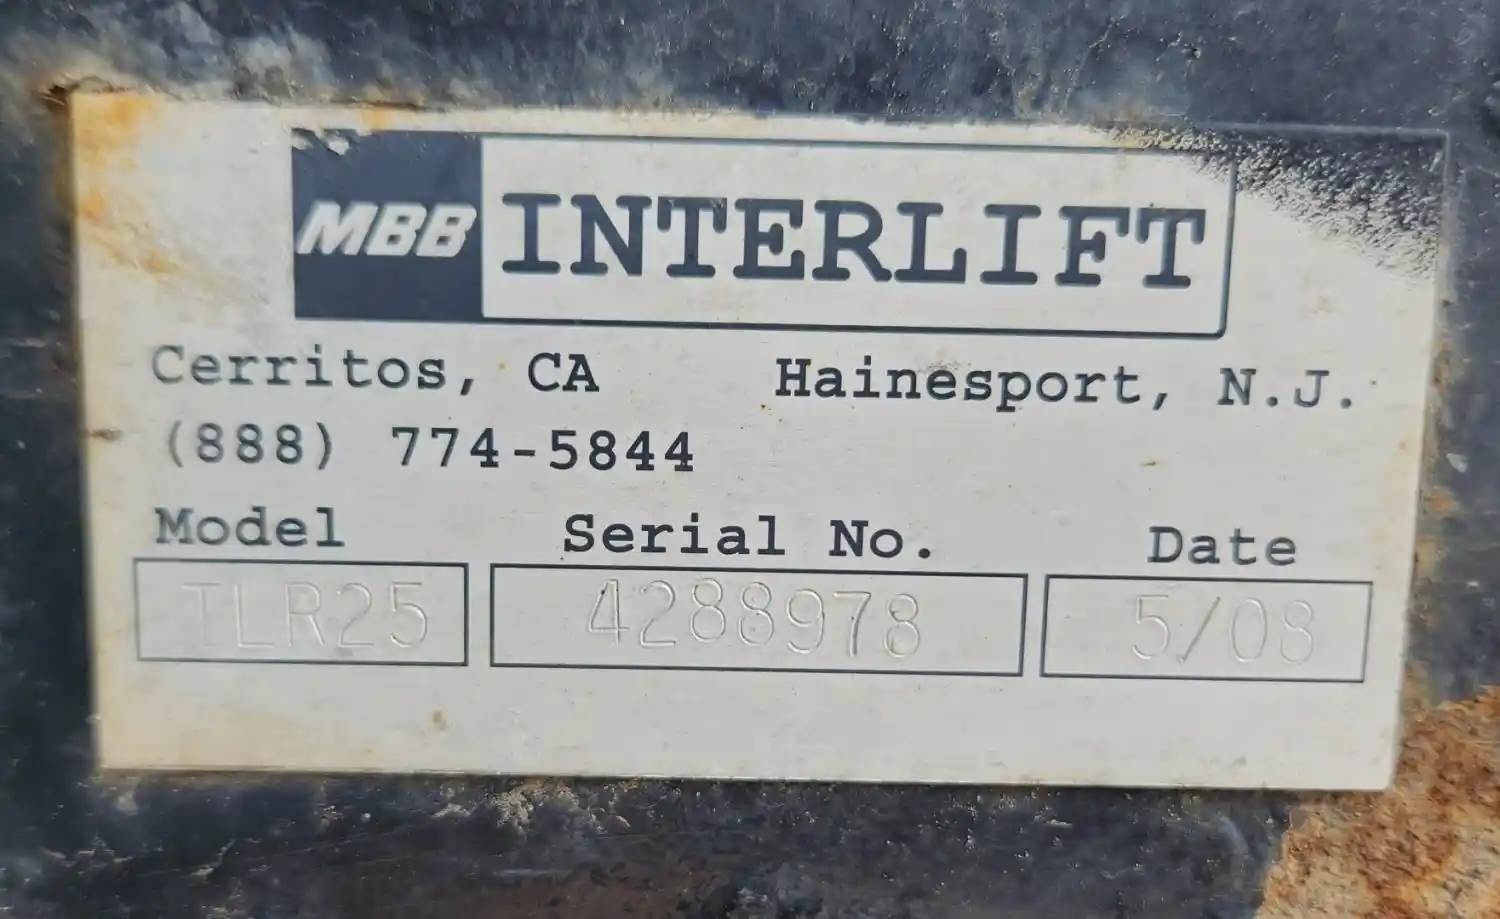 MBB INTERLIFT
Cerritos, CA Hainesport, N.J.
(888) 774-5844
Model Serial No. Date
TLR25 4288978 5/08